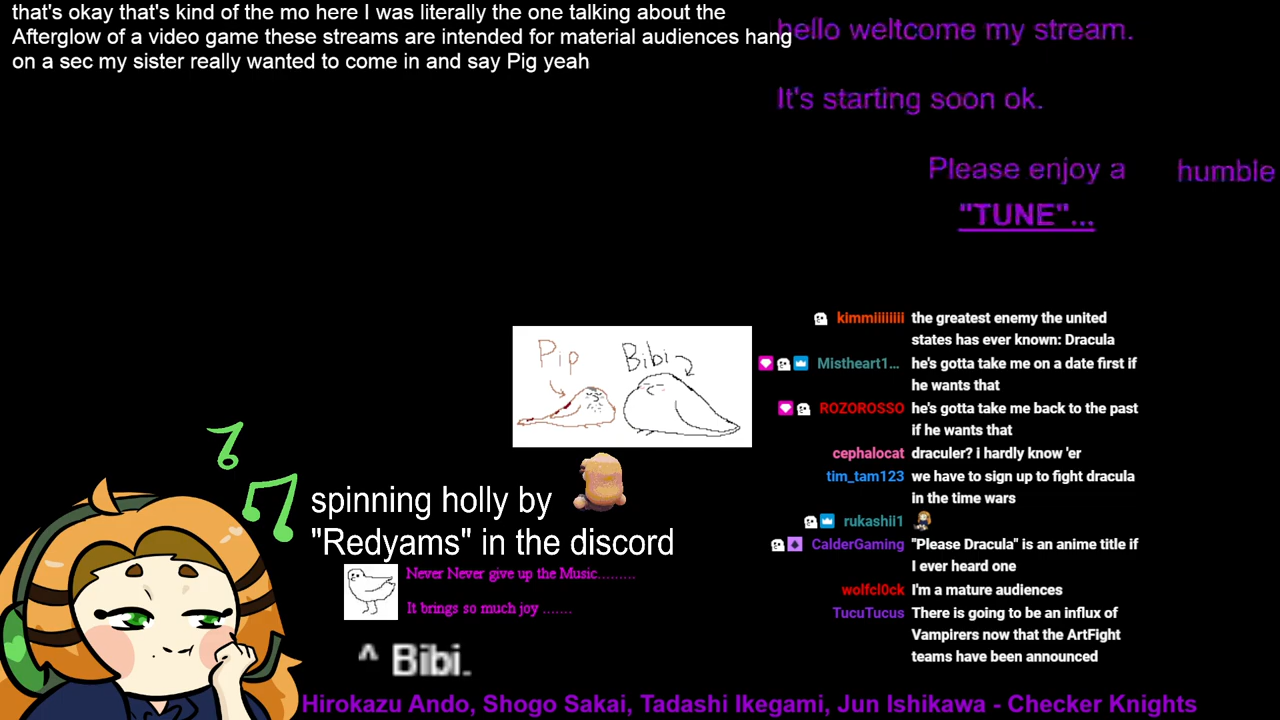 that's okay that's kind of the mo here I was literally the one talking about the
Afterglow of a video game these streams are intended for material audiences hang
on a sec my sister really wanted to come in and say Pig yeah
hello weltcome my stream.
It's starting soon ok.
Please enjoy a humble
"TUNE"...
Pip
Bibi
kimmiiiiiiiii the greatest enemy the united
states has ever known: Dracula
Mistheart1... he's gotta take me on a date first if
he wants that
ROZOROSSO he's gotta take me back to the past
if he wants that
cephalocat draculer? i hardly know 'er
tim_tam123 we have to sign up to fight dracula
in the time wars
rukashii1
CalderGaming "Please Dracula" is an anime title if
I ever heard one
wolfcl0ck I'm a mature audiences
TucuTucus There is going to be an influx of
Vampirers now that the ArtFight
teams have been announced
spinning holly by
"Redyams" in the discord
Never Never give up the Music.........
It brings so much joy .......
^ Bibi.
Hirokazu Ando, Shogo Sakai, Tadashi Ikegami, Jun Ishikawa - Checker Knights